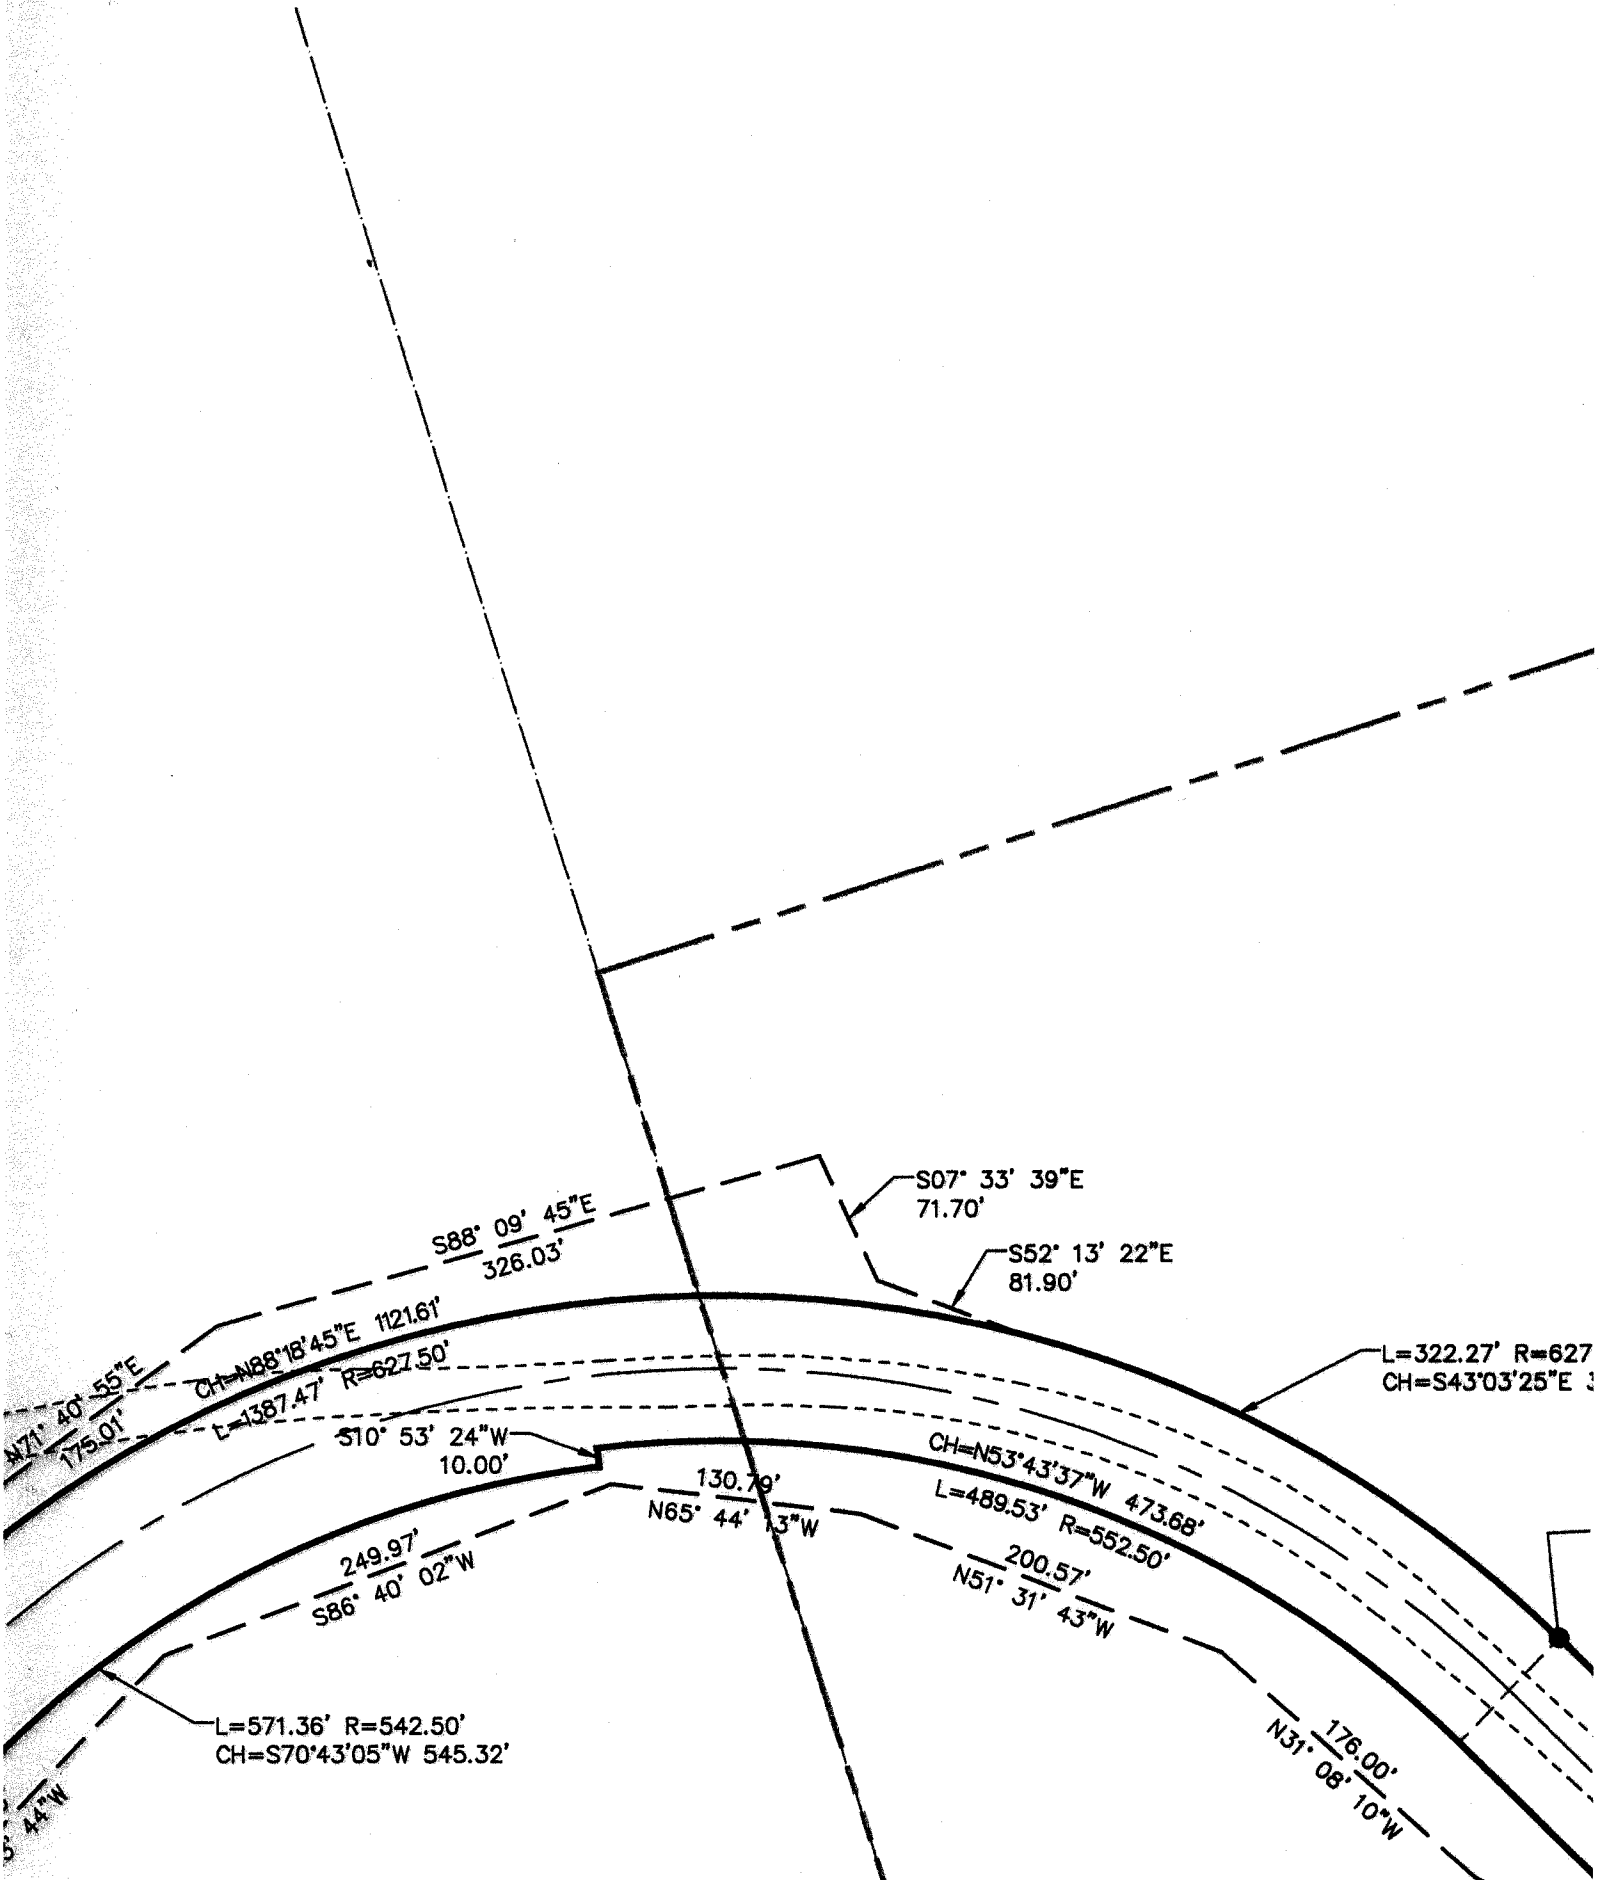 S07° 33' 39"E
71.70'
S88° 09' 45"E
326.03'
S52° 13' 22"E
81.90'
CH=N88°18'45"E 1121.61'
L=1387.47' R=627.50'
N71° 40' 55"E
175.01'
L=322.27' R=627
CH=S43°03'25"E
S10° 53' 24"W
10.00'
CH=N53°43'37"W 473.68'
L=489.53' R=552.50'
130.79'
N65° 44' 13"W
249.97'
S86° 40' 02"W
200.57'
N51° 31' 43"W
L=571.36' R=542.50'
CH=S70°43'05"W 545.32'
176.00'
N31° 08' 10"W
44"W